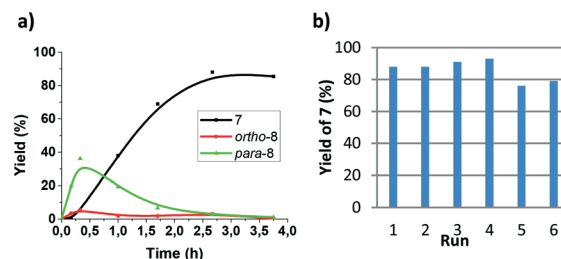 a)
Yield (%)
100
80
60
40
20
0
7
ortho-8
para-8
0,0 0,5 1,0 1,5 2,0 2,5 3,0 3,5 4,0
Time (h)
b)
Yield of 7 (%)
100
80
60
40
20
0
1 2 3 4 5 6
Run